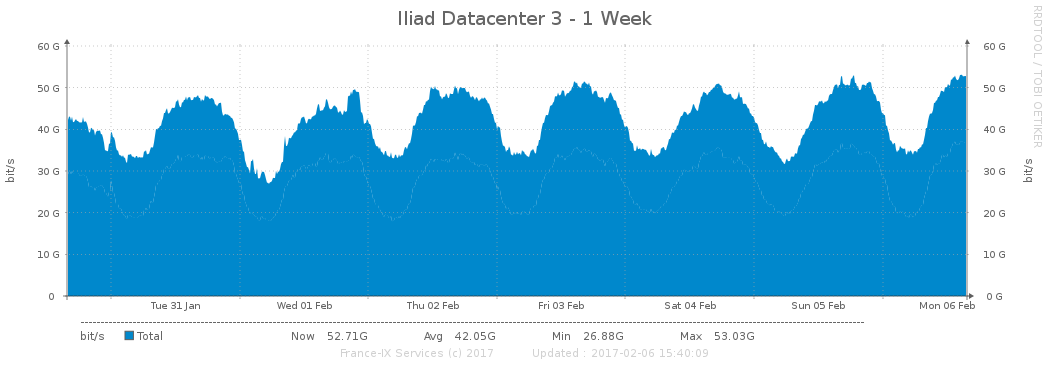 Iliad Datacenter 3 - 1 Week
RRDTOOL / TOBI OETIKER
60 G 60 G
50 G 50 G
40 G 40 G
30 G 30 G
20 G 20 G
10 G 10 G
0 0 G
bit/s bit/s
Tue 31 Jan Wed 01 Feb Thu 02 Feb Fri 03 Feb Sat 04 Feb Sun 05 Feb Mon 06 Feb
bit/s Total Now 52.71G Avg 42.05G Min 26.88G Max 53.03G
France-IX Services (c) 2017 Updated : 2017-02-06 15:40:09